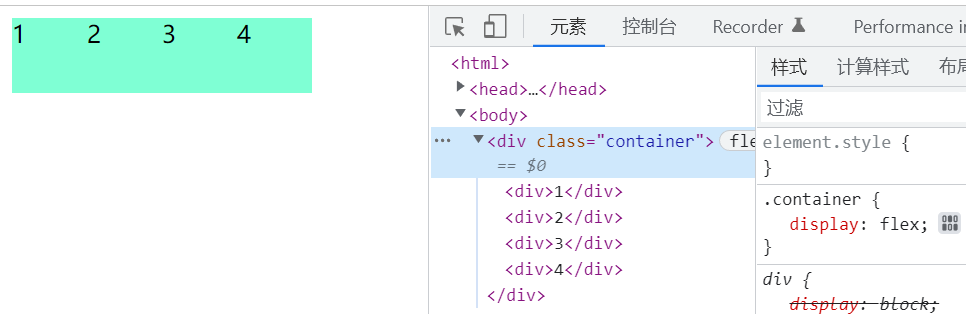 1 2 3 4
元素 控制台 Recorder Performance in
<html>
<head>…</head>
<body>
<div class="container"> fle
== $0
<div>1</div>
<div>2</div>
<div>3</div>
<div>4</div>
</div>
样式 计算样式 布局
过滤
element.style {
}
.container {
display: flex;
}
div {
display: block;